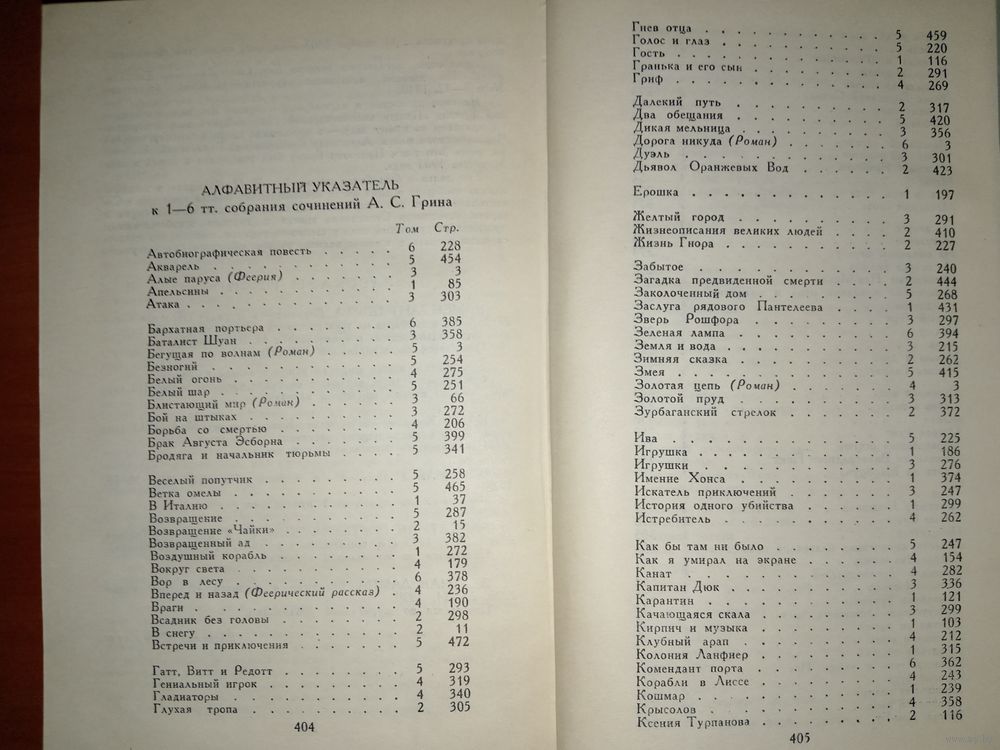 АЛФАВИТНЫЙ УКАЗАТЕЛЬ
к 1—6 тт. собрания сочинений А. С. Грина
Том Стр.
Автобиографическая повесть . . . . . 6 228
Акварель . . . . . . . . . . 5 454
Алые паруса (Феерия) . . . . . . . 3 3
Апельсины . . . . . . . . . . 1 85
Атака . . . . . . . . . . . 3 303
Бархатная портьера . . . . . . . . 6 385
Баталист Шуан . . . . . . . . . 3 358
Бегущая по волнам (Роман) . . . . . 5 3
Безногий . . . . . . . . . . 5 254
Белый огонь . . . . . . . . . 4 275
Белый шар . . . . . . . . . . 5 251
Блистающий мир (Роман) . . . . . . 3 66
Бой на штыках . . . . . . . . . 3 272
Борьба со смертью . . . . . . . . 4 206
Брак Августа Эсборна . . . . . . . 5 399
Бродяга и начальник тюрьмы . . . . . 5 341
Веселый попутчик . . . . . . . . 5 258
Ветка омелы . . . . . . . . . 5 465
В Италию . . . . . . . . . . 1 37
Возвращение . . . . . . . . . 5 287
Возвращение «Чайки» . . . . . . . 2 15
Возвращенный ад . . . . . . . . 3 382
Воздушный корабль . . . . . . . . 1 272
Вокруг света . . . . . . . . . 4 179
Вор в лесу . . . . . . . . . . 6 378
Вперед и назад (Феерический рассказ) . . 4 236
Враги . . . . . . . . . . . 4 190
Всадник без головы . . . . . . . . 2 298
В снегу . . . . . . . . . . . 2 11
Встречи и приключения . . . . . . . 5 472
Гатт, Витт и Редотт . . . . . . . 5 293
Гениальный игрок . . . . . . . . 4 319
Гладиаторы . . . . . . . . . . 4 340
Глухая тропа . . . . . . . . . 2 305
404
Гнев отца . . . . . . . . . . 5 459
Голос и глаз . . . . . . . . . 5 220
Гость . . . . . . . . . . . 1 116
Гранька и его сын . . . . . . . . 2 291
Гриф . . . . . . . . . . . 4 269
Далекий путь . . . . . . . . . 2 317
Два обещания . . . . . . . . . 5 420
Дикая мельница . . . . . . . . . 3 356
Дорога никуда (Роман) . . . . . . . 6 3
Дуэль . . . . . . . . . . . 3 301
Дьявол Оранжевых Вод . . . . . . . 2 423
Ерошка . . . . . . . . . . . 1 197
Желтый город . . . . . . . . . 3 291
Жизнеописания великих людей . . . . . 2 410
Жизнь Гнора . . . . . . . . . . 2 227
Забытое . . . . . . . . . . . 3 240
Загадка предвиденной смерти . . . . . 2 444
Заколоченный дом . . . . . . . . 5 268
Заслуга рядового Пантелеева . . . . . 1 431
Зверь Рошфора . . . . . . . . . 3 297
Зеленая лампа . . . . . . . . . 6 394
Земля и вода . . . . . . . . . 3 215
Зимняя сказка . . . . . . . . . 2 262
Змея . . . . . . . . . . . 5 415
Золотая цепь (Роман) . . . . . . . 4 3
Золотой пруд . . . . . . . . . 3 313
Зурбаганский стрелок . . . . . . . 2 372
Ива . . . . . . . . . . . . 5 225
Игрушка . . . . . . . . . . . 1 186
Игрушки . . . . . . . . . . . 3 276
Имение Хонса . . . . . . . . . 1 374
Искатель приключений . . . . . . . 3 247
История одного убийства . . . . . . 1 299
Истребитель . . . . . . . . . . 4 262
Как бы там ни было . . . . . . . . 5 247
Как я умирал на экране . . . . . . . 4 154
Канат . . . . . . . . . . . 4 282
Капитан Дюк . . . . . . . . . . 3 336
Карантин . . . . . . . . . . 1 121
Качающаяся скала . . . . . . . . 3 299
Кирпич и музыка . . . . . . . . 1 103
Клубный арап . . . . . . . . . 4 212
Колония Ланфиер . . . . . . . . 1 315
Комендант порта . . . . . . . . 6 362
Корабли в Лиссе . . . . . . . . 4 243
Кошмар . . . . . . . . . . . 1 239
Крысолов . . . . . . . . . . 4 358
Ксения Турпанова . . . . . . . . 2 116
405